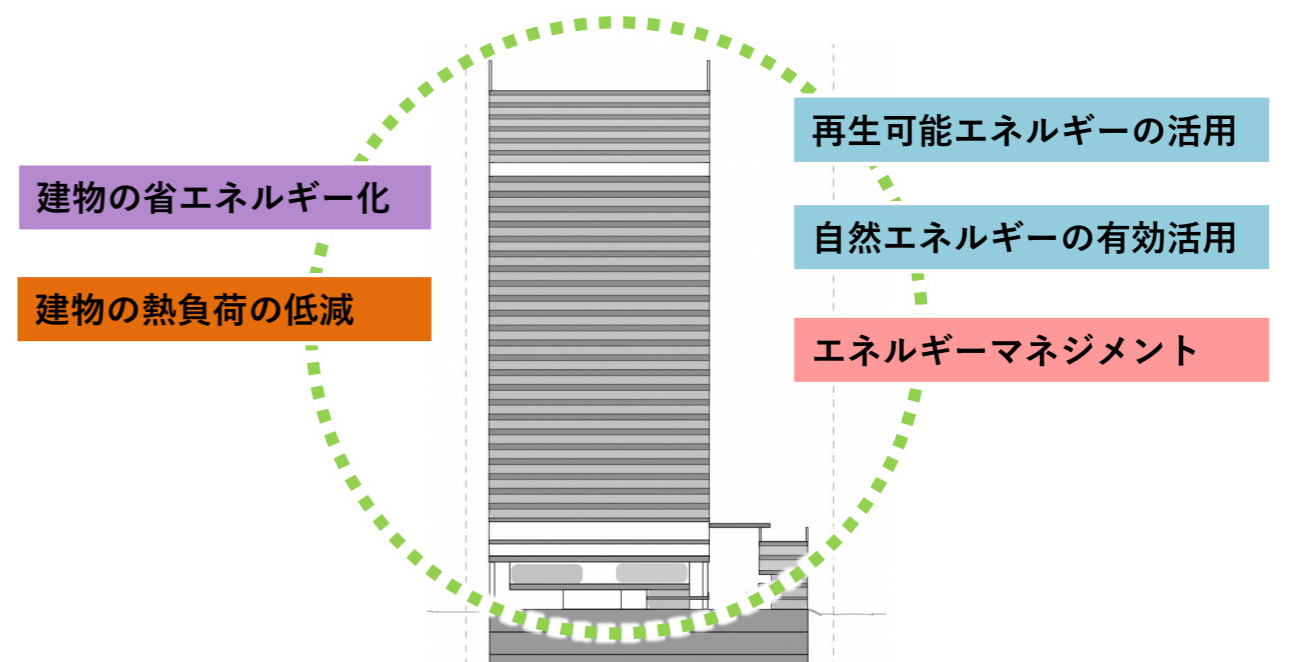 建物の省エネルギー化
建物の熱負荷の低減
再生可能エネルギーの活用
自然エネルギーの有効活用
エネルギーマネジメント